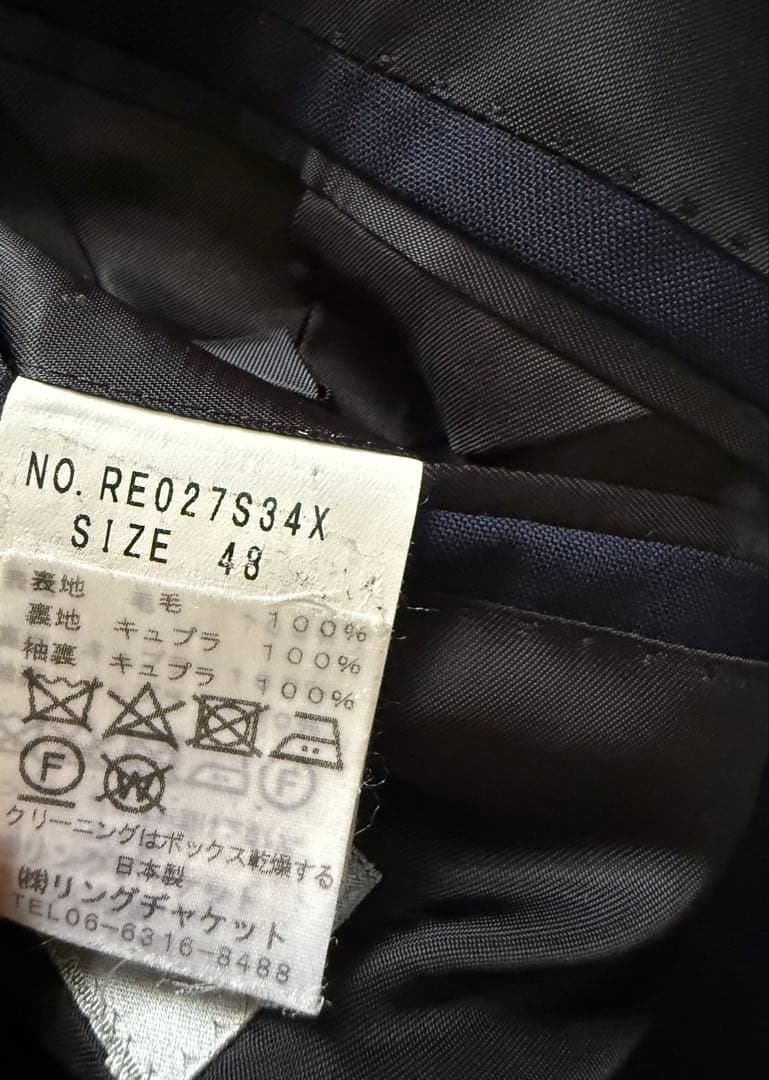 NO. RE027S34X
SIZE 48
表地 毛 100%
裏地 キュプラ 100%
袖裏 キュプラ 100%
F W
クリーニングはボックス乾燥する
日本製
㈱リングヂャケット
TEL06-6316-8488